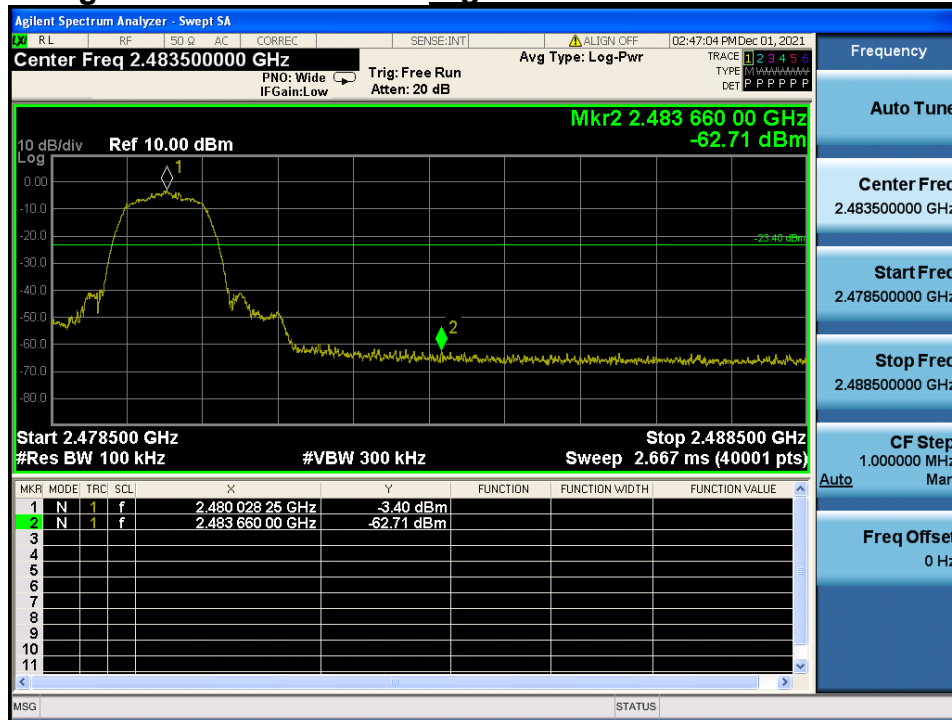 Agilent Spectrum Analyzer - Swept SA
LXI RL RF 50 Ω AC CORREC SENSE:INT ALIGN OFF 02:47:04 PM Dec 01, 2021
Center Freq 2.483500000 GHz
PNO: Wide
IFGain:Low
Trig: Free Run
Atten: 20 dB
Avg Type: Log-Pwr
TRACE 1 2 3 4 5 6
TYPE M WWWWW
DET P P P P P P
Mkr2 2.483 660 00 GHz
-62.71 dBm
10 dB/div Ref 10.00 dBm
Log
1
0.00
-10.0
-20.0
-23.40 dBm
-30.0
-40.0
-50.0
2
-60.0
-70.0
-80.0
Start 2.478500 GHz Stop 2.488500 GHz
#Res BW 100 kHz #VBW 300 kHz Sweep 2.667 ms (40001 pts)
MKR MODE TRC SCL X Y FUNCTION FUNCTION WIDTH FUNCTION VALUE
1 N 1 f 2.480 028 25 GHz -3.40 dBm
2 N 1 f 2.483 660 00 GHz -62.71 dBm
3
4
5
6
7
8
9
10
11
MSG STATUS
Frequency
Auto Tune
Center Freq
2.483500000 GHz
Start Freq
2.478500000 GHz
Stop Freq
2.488500000 GHz
CF Step
1.000000 MHz
Auto Man
Freq Offset
0 Hz